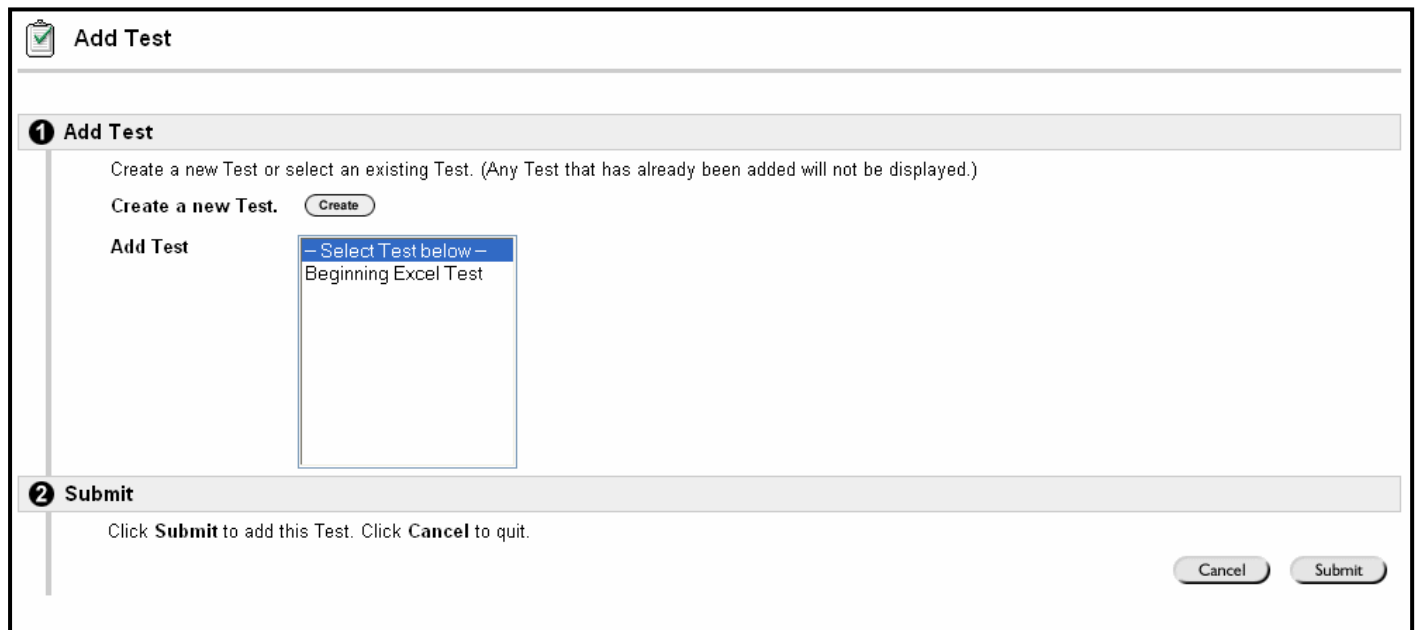 Add Test
1 Add Test
Create a new Test or select an existing Test. (Any Test that has already been added will not be displayed.)
Create a new Test. Create
Add Test
– Select Test below –
Beginning Excel Test
2 Submit
Click Submit to add this Test. Click Cancel to quit.
Cancel Submit